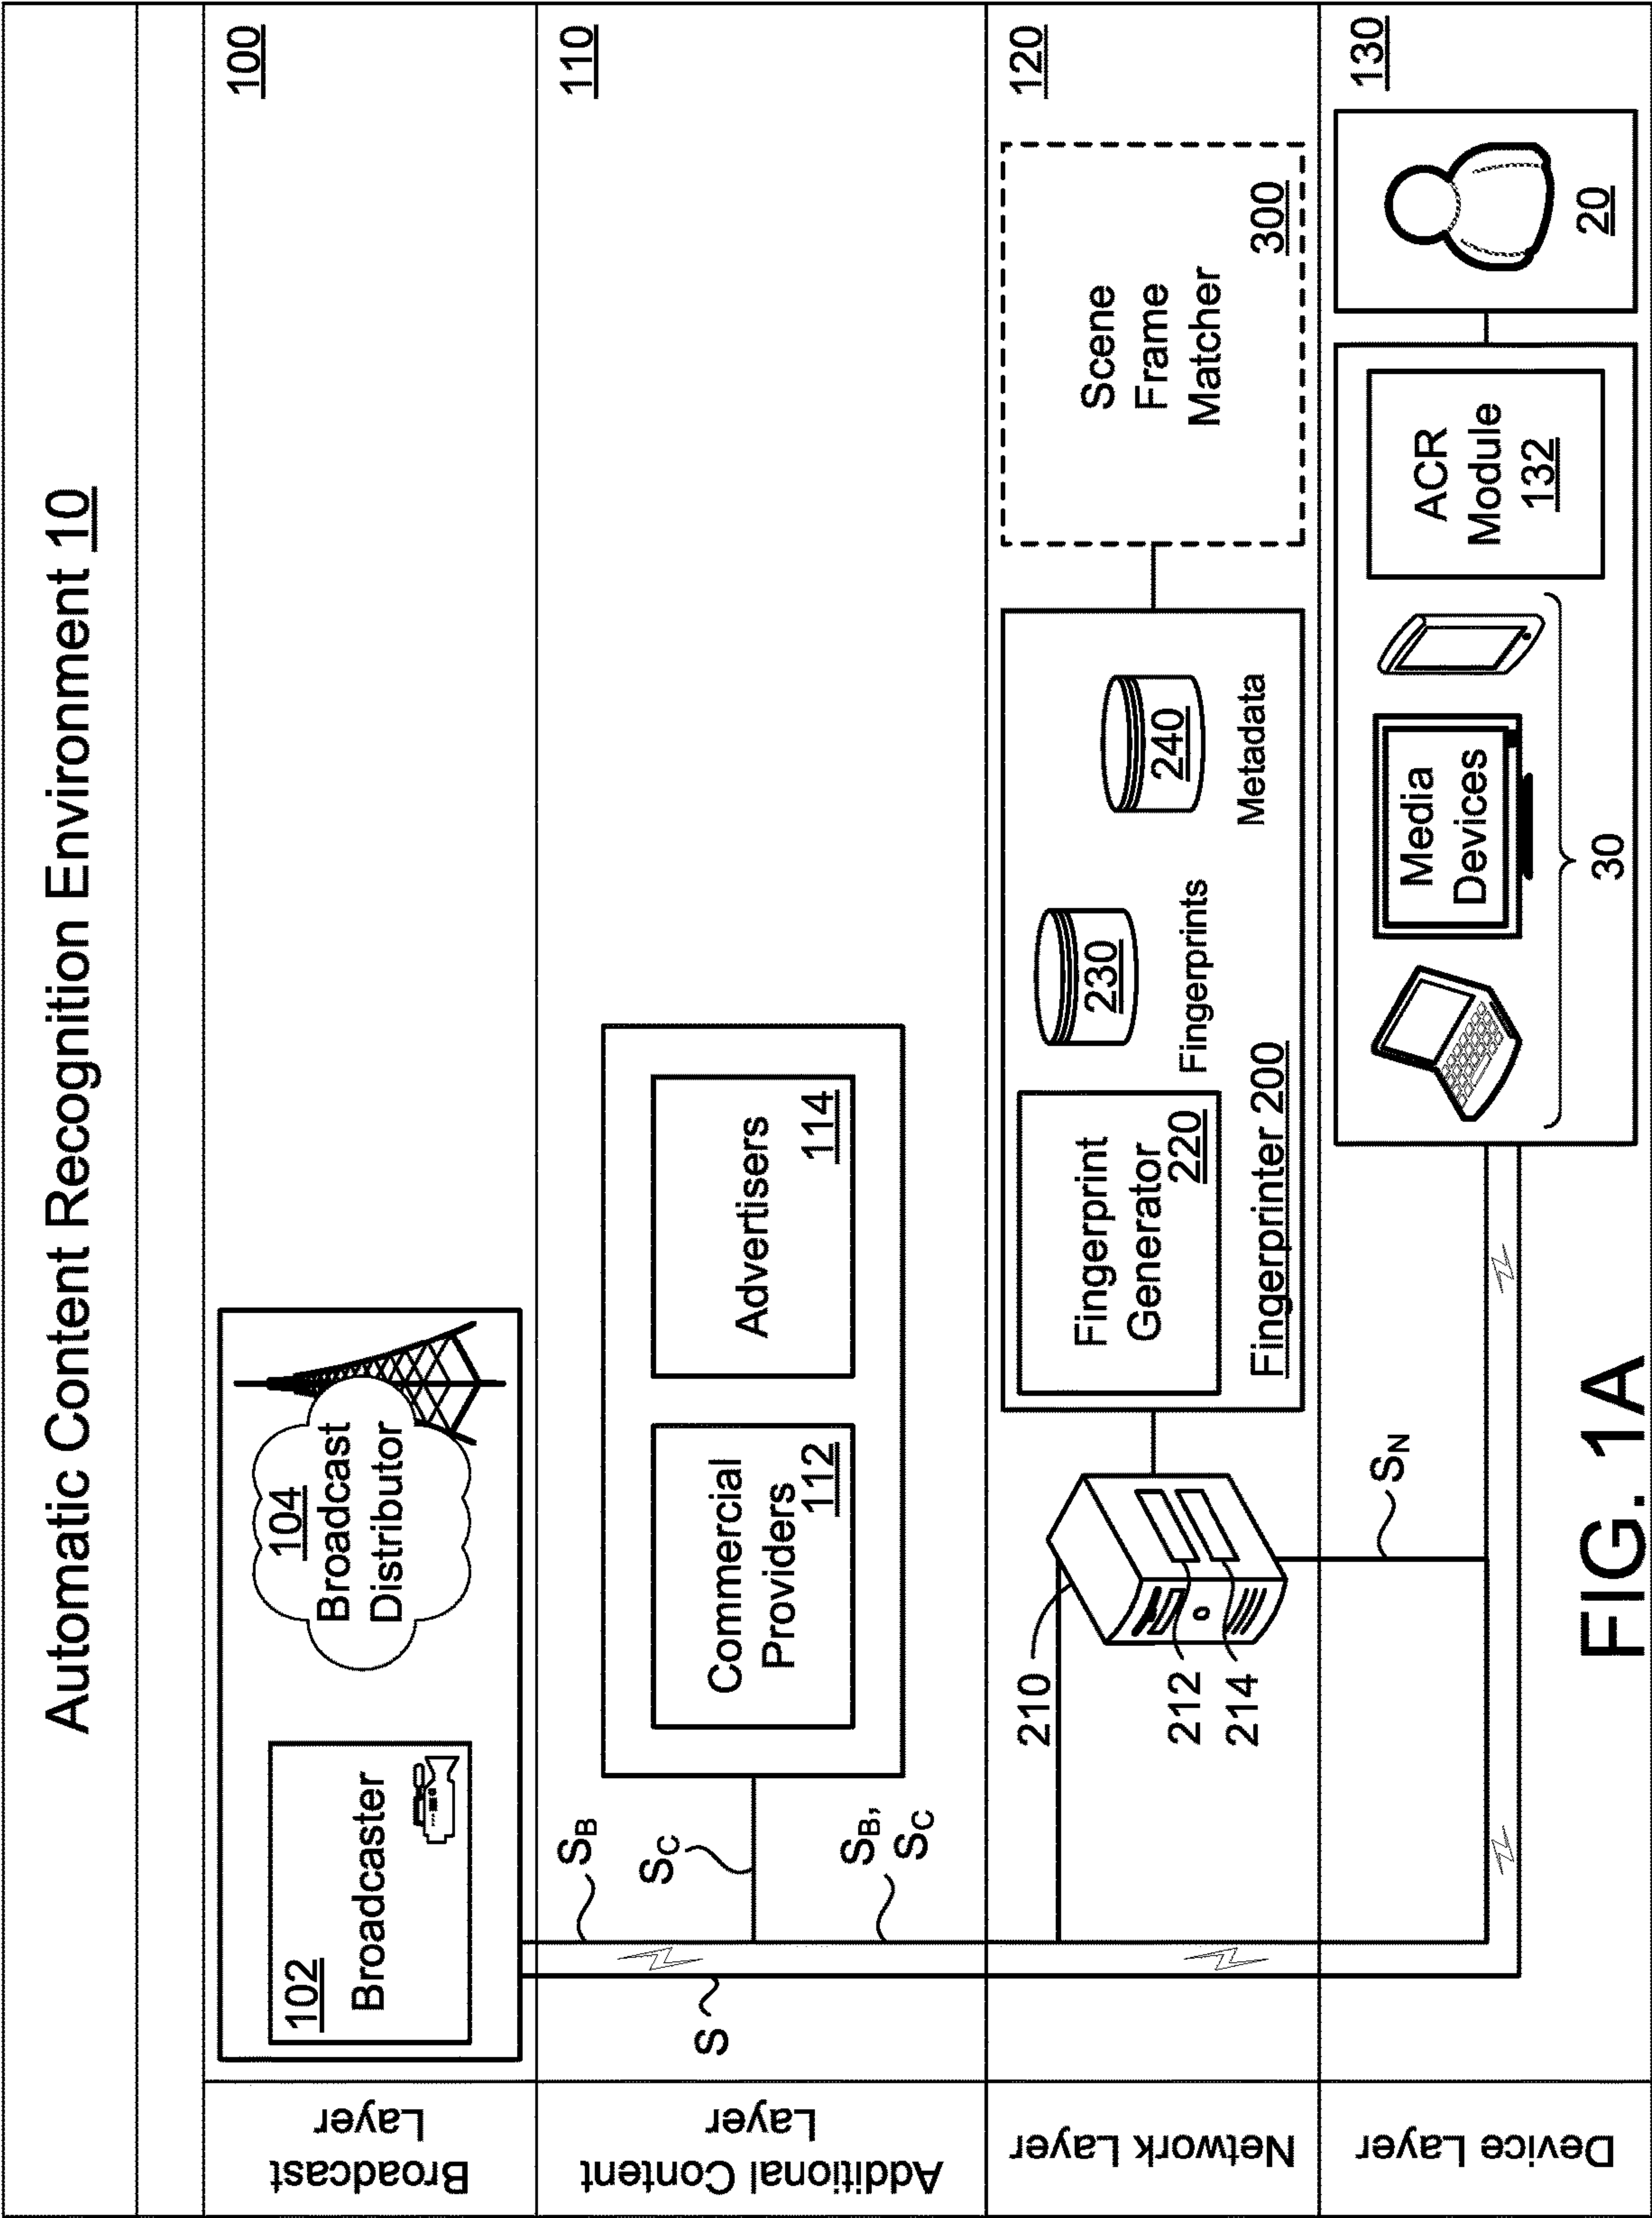 Automatic Content Recognition Environment 10
Broadcast
Layer
100
102
Broadcaster
104
Broadcast
Distributor
Additional Content
Layer
110
S
SB
SC
SB,
SC
Commercial
Providers
112
Advertisers
114
Network Layer
120
210
212
214
Fingerprint
Generator
220
Fingerprinter 200
230
Fingerprints
240
Metadada
Scene
Frame
Matcher
300
Device Layer
130
SN
Media
Devices
30
ACR
Module
132
20
FIG. 1A